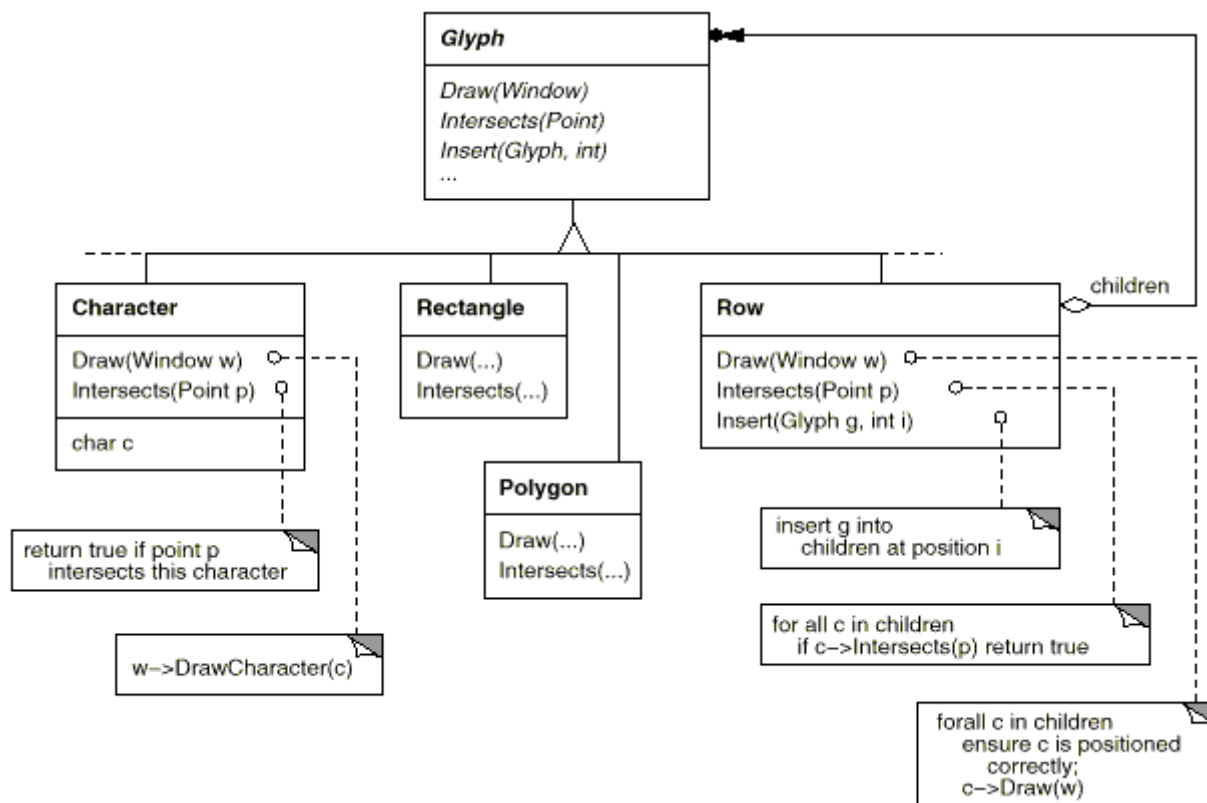 Glyph
Draw(Window)
Intersects(Point)
Insert(Glyph, int)
...
children
Character
Draw(Window w)
Intersects(Point p)
char c
Rectangle
Draw(...)
Intersects(...)
Row
Draw(Window w)
Intersects(Point p)
Insert(Glyph g, int i)
Polygon
Draw(...)
Intersects(...)
return true if point p
intersects this character
w->DrawCharacter(c)
insert g into
children at position i
for all c in children
if c->Intersects(p) return true
forall c in children
ensure c is positioned
correctly;
c->Draw(w)